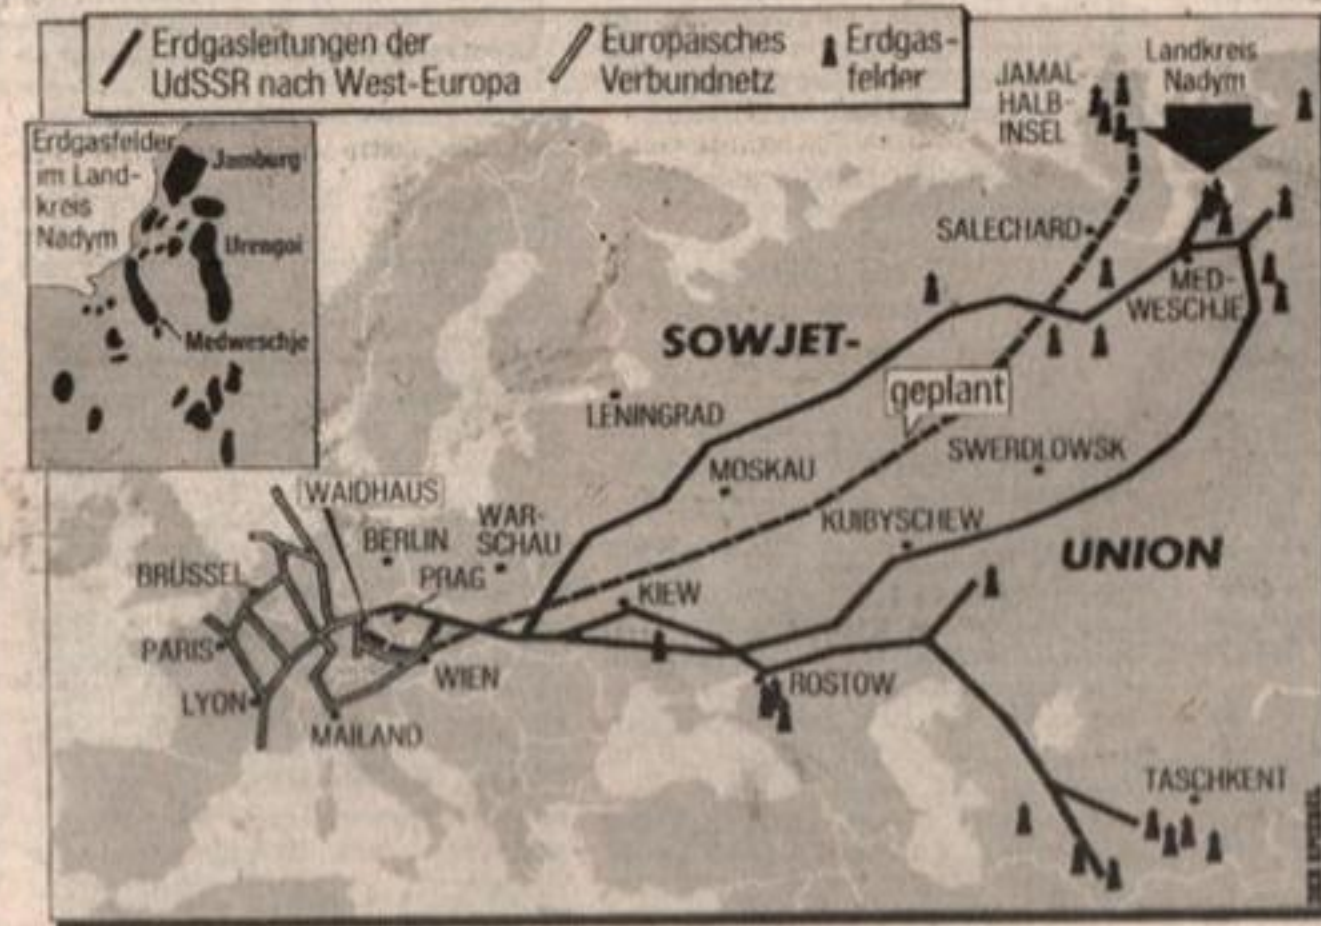 Erdgasleitungen der
UdSSR nach West-Europa
Europäisches
Verbundnetz
Erdgas-
felder
Erdgasfelder
im Land-
kreis
Nadym
Jamburg
Urengoi
Medweschje
JAMAL-
HALB-
INSEL
Landkreis
Nadym
SALECHARD
MED-
WESCHJE
SOWJET-
geplant
LENINGRAD
SWERDLOWSK
MOSKAU
WAIDHAUS
KUIBYSCHEW
WAR-
SCHAU
BERLIN
UNION
BRÜSSEL
PRAG
KIEW
PARIS
WIEN
ROSTOW
LYON
MAILAND
TASCHKENT
DER SPIEGEL